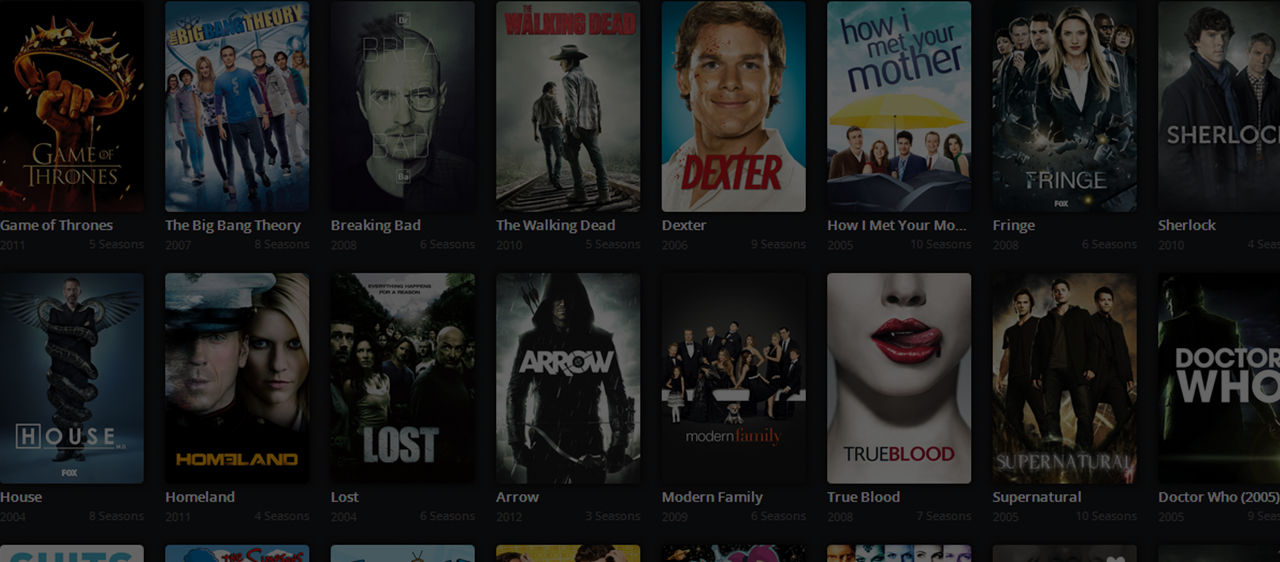 GAME OF THRONES
THE BIG BANG THEORY
Br
BREA
BAD
Ba
THE WALKING DEAD
DEXTER
how i
met your
mother
FRINGE
FOX
SHERLOC
Game of Thrones
2011 5 Seasons
The Big Bang Theory
2007 8 Seasons
Breaking Bad
2008 6 Seasons
The Walking Dead
2010 5 Seasons
Dexter
2006 9 Seasons
How I Met Your Mo...
2005 10 Seasons
Fringe
2008 6 Seasons
Sherlock
2010 4 Sea
HOUSE M.D.
FOX
HOMELAND
EVERYTHING HAPPENS
FOR A REASON
LOST
ARROW
modern family
TRUEBLOOD
SUPERNATURAL
DOCTOR
WHO
House
2004 8 Seasons
Homeland
2011 4 Seasons
Lost
2004 6 Seasons
Arrow
2012 3 Seasons
Modern Family
2009 6 Seasons
True Blood
2008 7 Seasons
Supernatural
2005 10 Seasons
Doctor Who (2005)
2005 9 Seas
SUITS
THE SIMPSONS